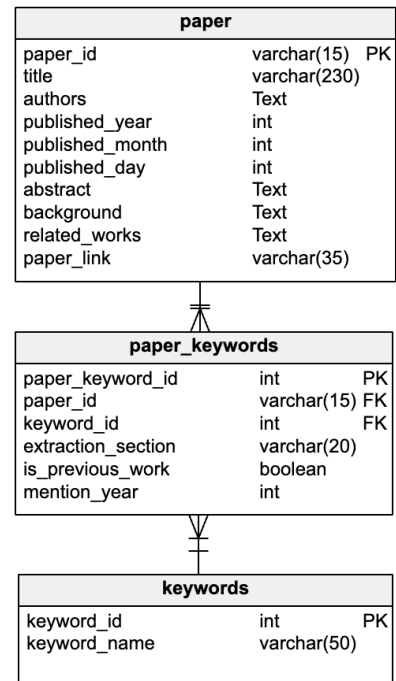 paper
paper_id varchar(15) PK
title varchar(230)
authors Text
published_year int
published_month int
published_day int
abstract Text
background Text
related_works Text
paper_link varchar(35)
paper_keywords
paper_keyword_id int PK
paper_id varchar(15) FK
keyword_id int FK
extraction_section varchar(20)
is_previous_work boolean
mention_year int
keywords
keyword_id int PK
keyword_name varchar(50)